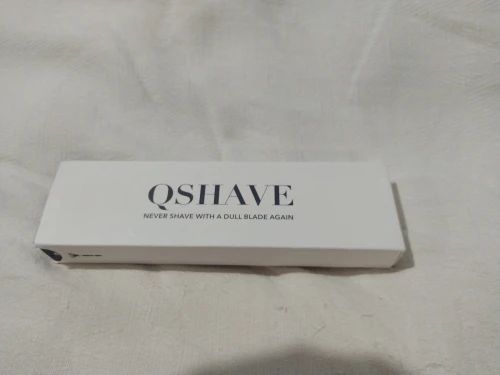 QSHAVE
NEVER SHAVE WITH A DULL BLADE AGAIN